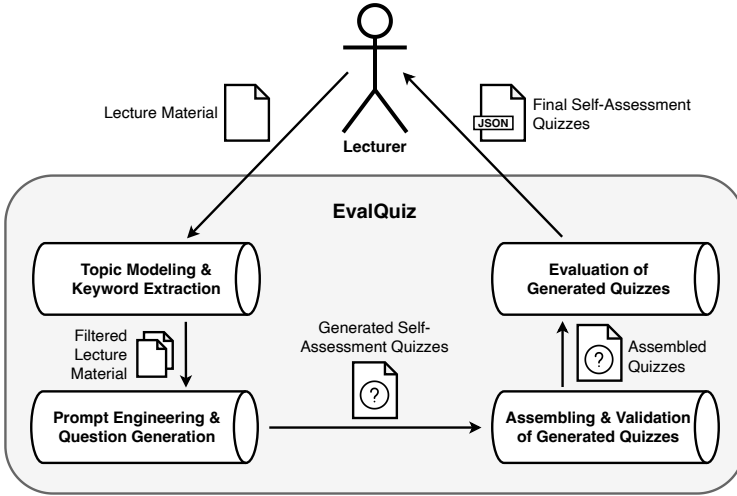 Lecture Material
JSON
Final Self-Assessment
Quizzes
Lecturer
EvalQuiz
Topic Modeling &
Keyword Extraction
Evaluation of
Generated Quizzes
Filtered
Lecture
Material
Generated Self-
Assessment Quizzes
?
?
Assembled
Quizzes
Prompt Engineering &
Question Generation
Assembling & Validation
of Generated Quizzes